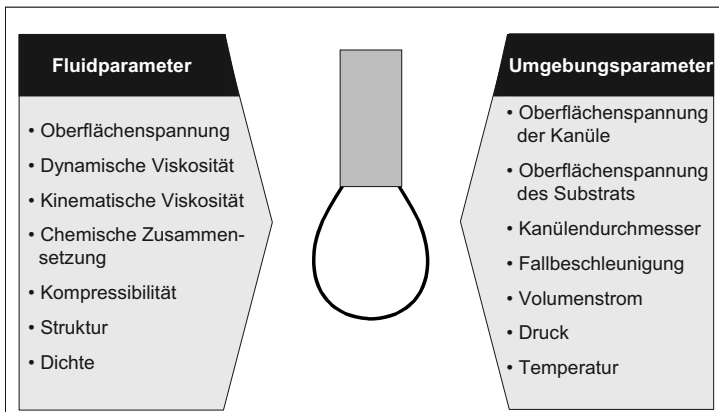 Fluidparameter
• Oberflächenspannung
• Dynamische Viskosität
• Kinematische Viskosität
• Chemische Zusammen-
setzung
• Kompressibilität
• Struktur
• Dichte
Umgebungsparameter
• Oberflächenspannung
der Kanüle
• Oberflächenspannung
des Substrats
• Kanülendurchmesser
• Fallbeschleunigung
• Volumenstrom
• Druck
• Temperatur